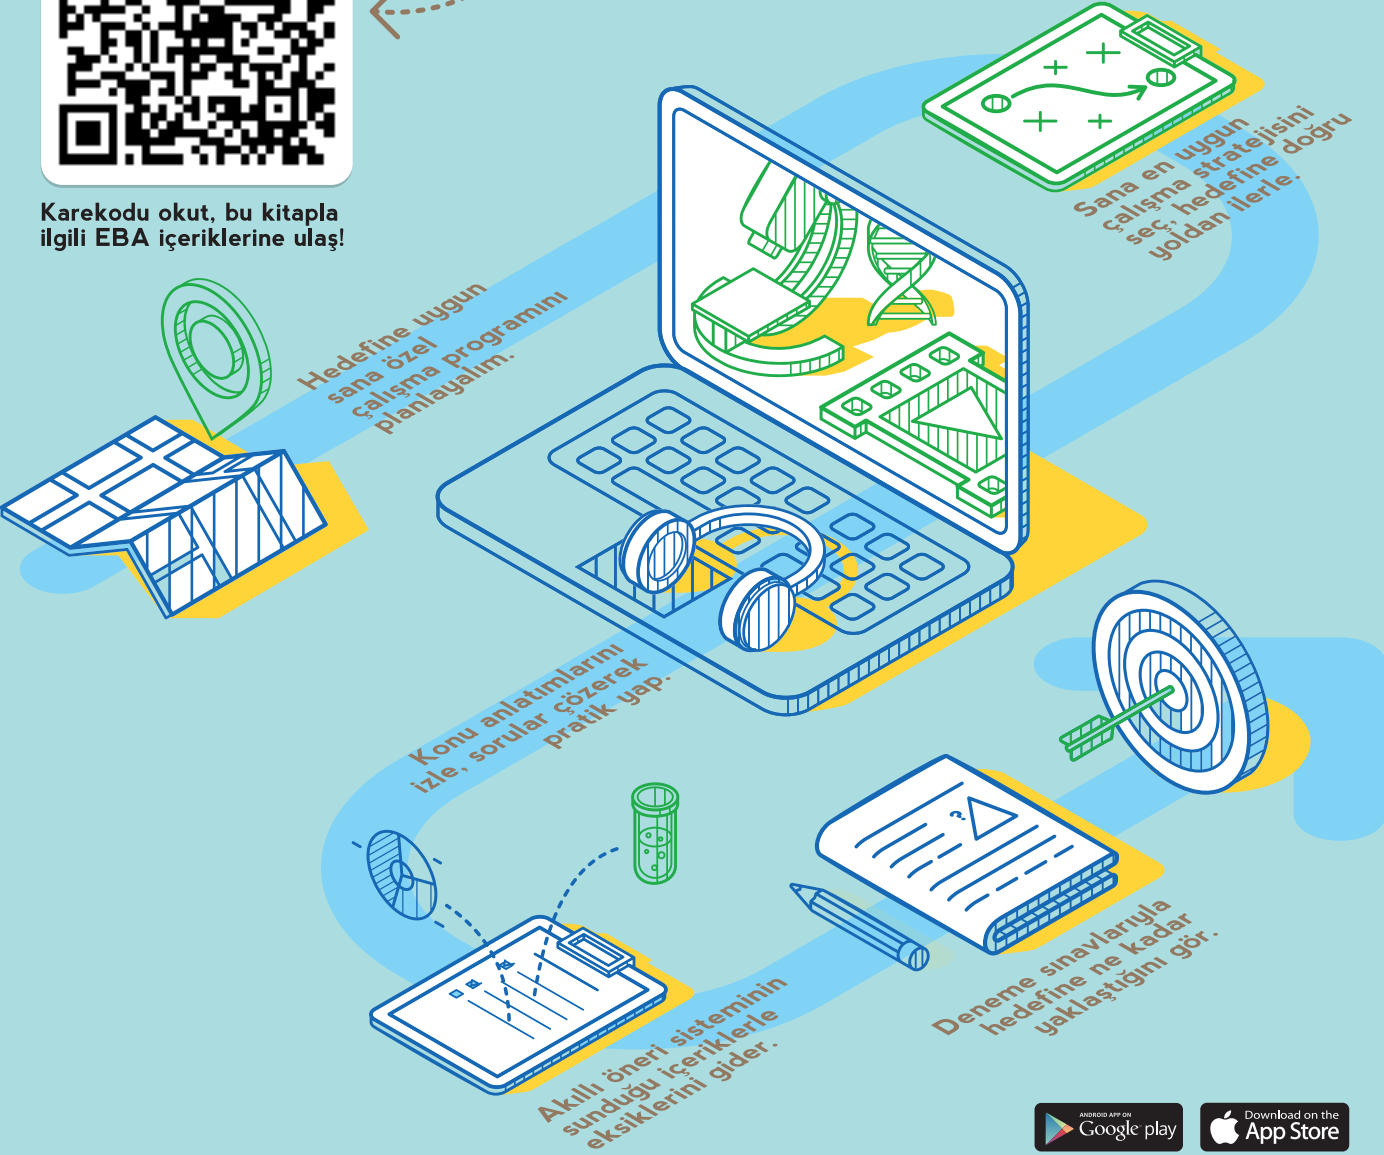 Karekodu okut, bu kitapla
ilgili EBA içeriklerine ulaş!
Hedefine uygun
sana özel
çalışma programını
planlayalım.
Sana en uygun
çalışma stratejisini
seç, hedefine doğru
yoldan ilerle.
Konu anlatımlarını
izle, sorular çözerek
pratik yap.
Akıllı öneri sisteminin
sunduğu içeriklerle
eksiklerini gider.
Deneme sınavlarıyla
hedefine ne kadar
yaklaştığını gör.
?
ANDROID APP ON
Google play
Download on the
App Store